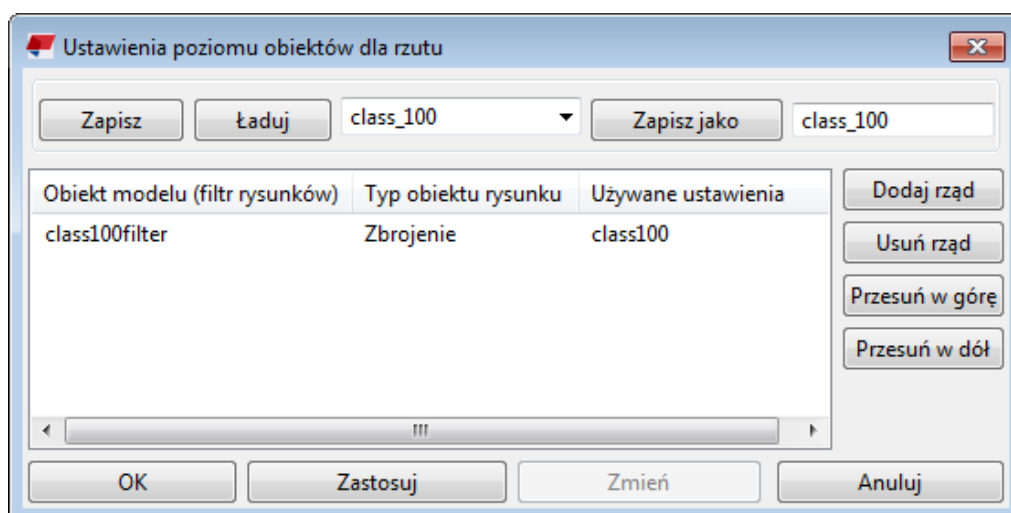 Ustawienia poziomu obiektów dla rzutu
Zapisz Ładuj class_100 Zapisz jako class_100
Obiekt modelu (filtr rysunków) Typ obiektu rysunku Używane ustawienia
class100filter Zbrojenie class100
Dodaj rząd
Usuń rząd
Przesuń w górę
Przesuń w dół
OK Zastosuj Zmień Anuluj